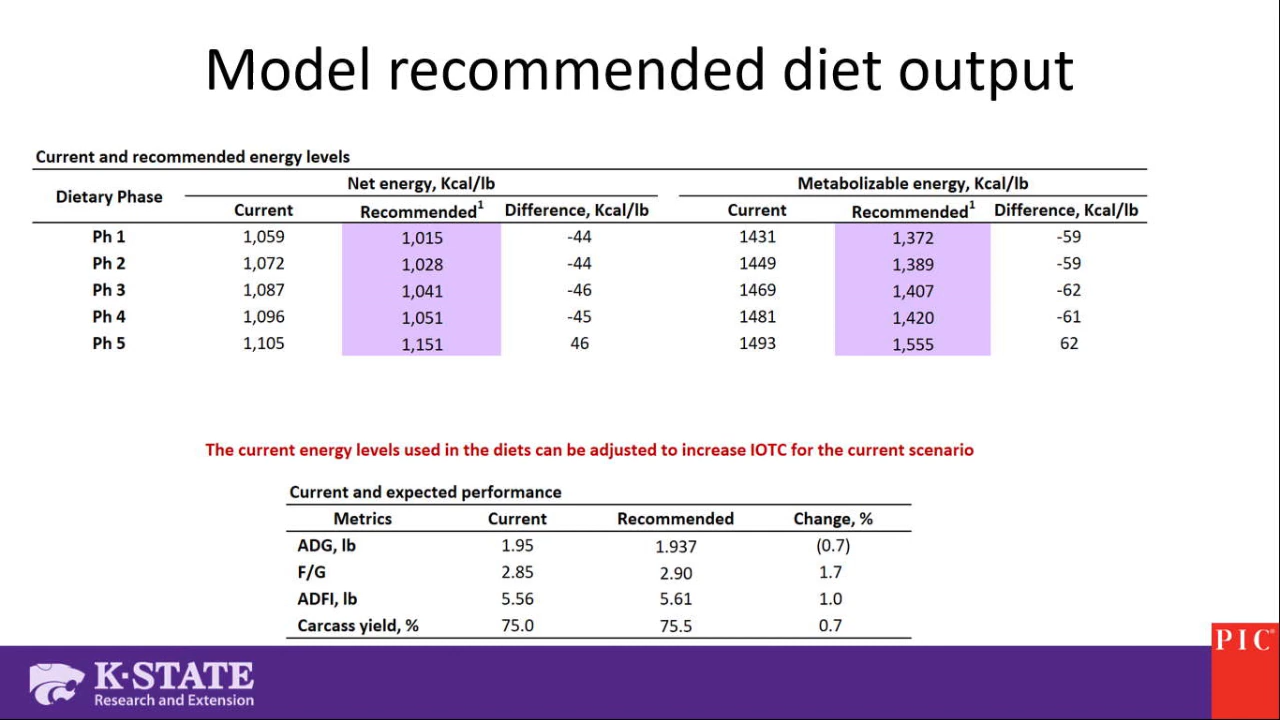 Model recommended diet output
Current and recommended energy levels
Dietary Phase Net energy, Kcal/lb Metabolizable energy, Kcal/lb
Current Recommended1 Difference, Kcal/lb Current Recommended1 Difference, Kcal/lb
Ph 1 1,059 1,015 -44 1431 1,372 -59
Ph 2 1,072 1,028 -44 1449 1,389 -59
Ph 3 1,087 1,041 -46 1469 1,407 -62
Ph 4 1,096 1,051 -45 1481 1,420 -61
Ph 5 1,105 1,151 46 1493 1,555 62
The current energy levels used in the diets can be adjusted to increase IOTC for the current scenario
Current and expected performance
Metrics Current Recommended Change, %
ADG, lb 1.95 1.937 (0.7)
F/G 2.85 2.90 1.7
ADFI, lb 5.56 5.61 1.0
Carcass yield, % 75.0 75.5 0.7
K-STATE
Research and Extension
PIC®